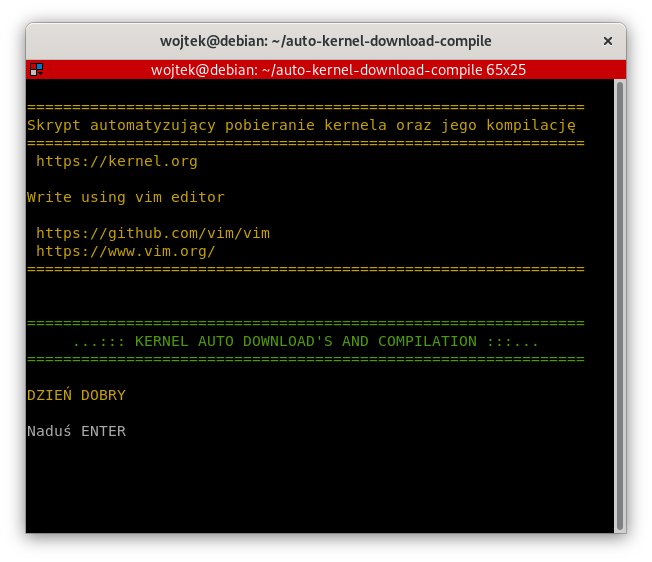 wojtek@debian: ~/auto-kernel-download-compile
wojtek@debian: ~/auto-kernel-download-compile 65x25
==============================================================
Skrypt automatyzujący pobieranie kernela oraz jego kompilację
==============================================================
https://kernel.org
Write using vim editor
https://github.com/vim/vim
https://www.vim.org/
==============================================================
==============================================================
...::: KERNEL AUTO DOWNLOAD'S AND COMPILATION :::...
==============================================================
DZIEŃ DOBRY
Naduś ENTER